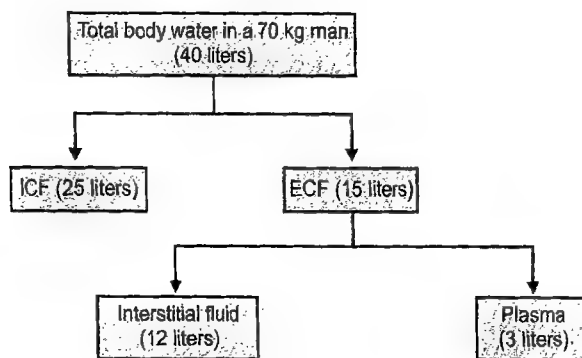 Total body water in a 70 kg man
(40 liters)
ICF (25 liters)
ECF (15 liters)
Interstitial fluid
(12 liters)
Plasma
(3 liters)